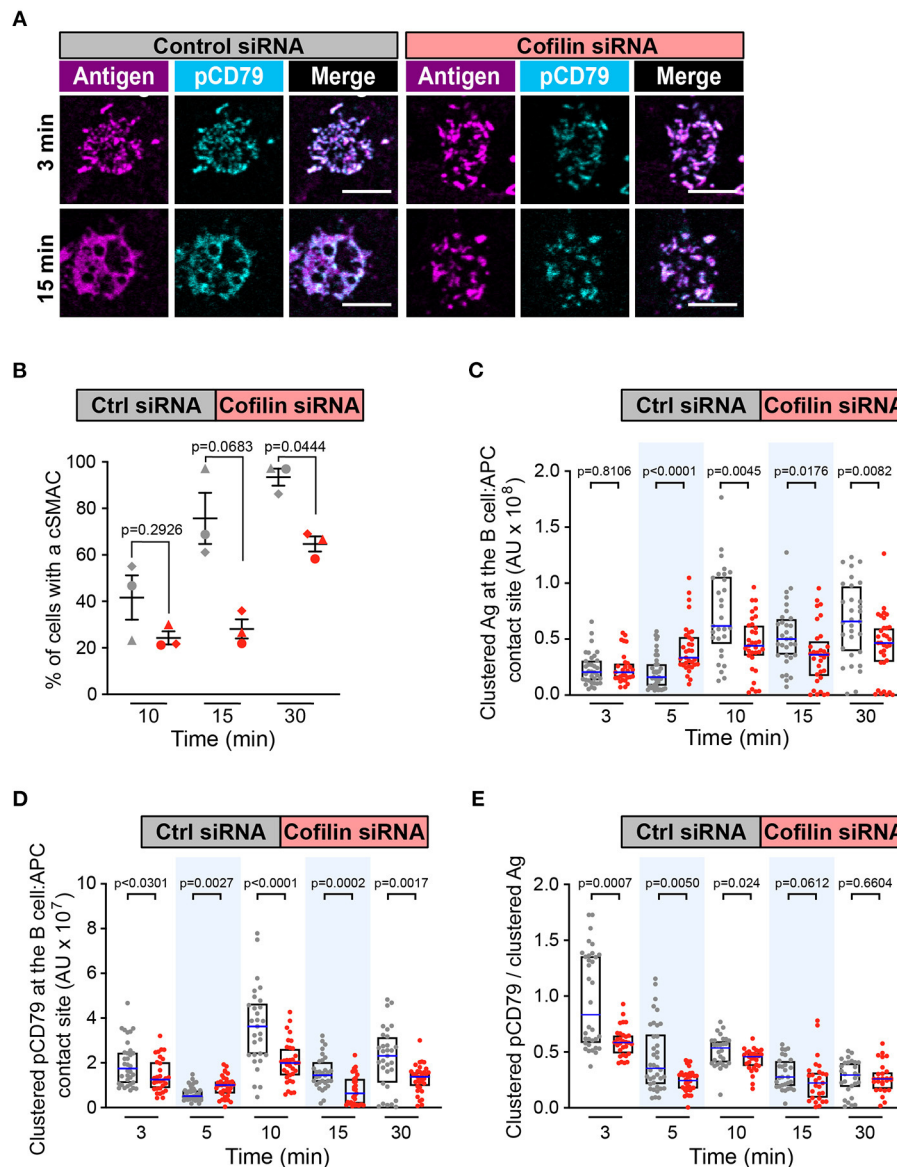 A
Control siRNA Cofilin siRNA
Antigen pCD79 Merge Antigen pCD79 Merge
3 min
15 min
B
Ctrl siRNA Cofilin siRNA
p=0.2926 p=0.0683 p=0.0444
% of cells with a cSMAC
100
80
60
40
20
0
10 15 30
Time (min)
C
Ctrl siRNA Cofilin siRNA
p=0.8106 p<0.0001 p=0.0045 p=0.0176 p=0.0082
Clustered Ag at the B cell:APC
contact site (AU x 10⁸)
2.0
1.5
1.0
0.5
0.0
3 5 10 15 30
Time (min)
D
Ctrl siRNA Cofilin siRNA
p<0.0301 p=0.0027 p<0.0001 p=0.0002 p=0.0017
Clustered pCD79 at the B cell:APC
contact site (AU x 10⁷)
10
8
6
4
2
0
3 5 10 15 30
Time (min)
E
Ctrl siRNA Cofilin siRNA
p=0.0007 p=0.0050 p=0.024 p=0.0612 p=0.6604
Clustered pCD79 / clustered Ag
2.0
1.5
1.0
0.5
0.0
3 5 10 15 30
Time (min)